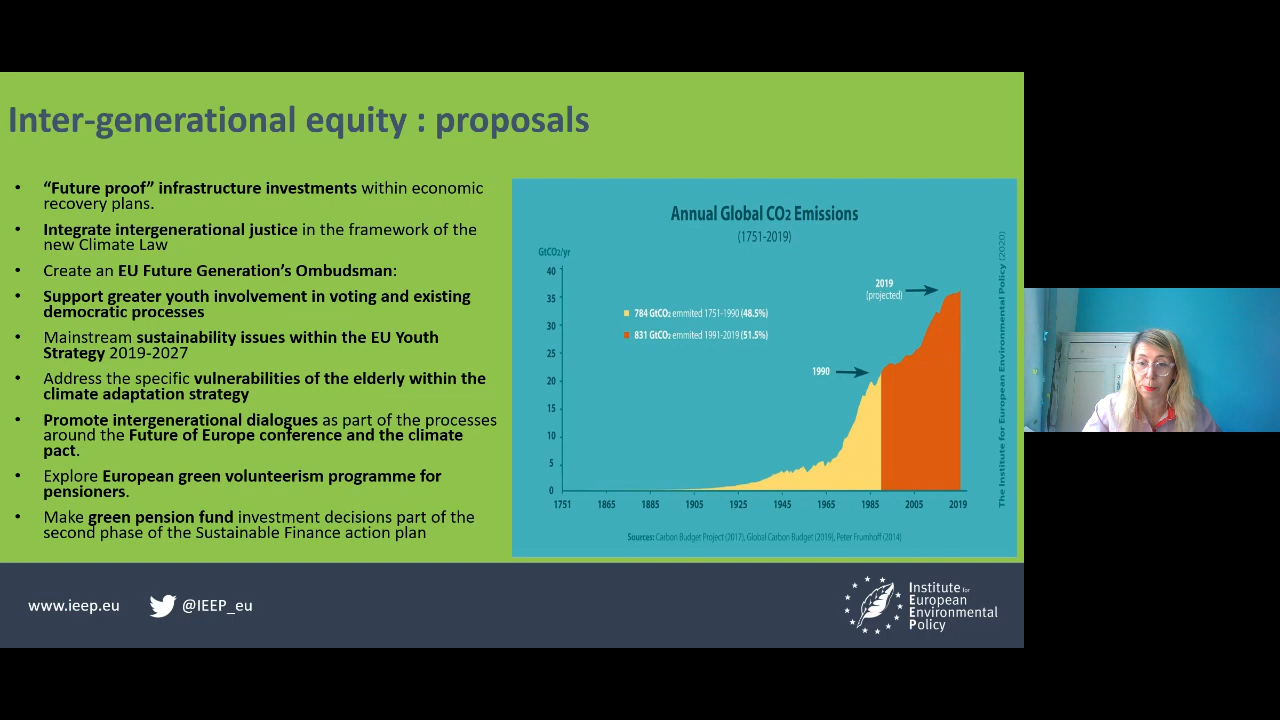 Inter-generational equity : proposals
• “Future proof” infrastructure investments within economic
recovery plans.
• Integrate intergenerational justice in the framework of the
new Climate Law
• Create an EU Future Generation’s Ombudsman:
• Support greater youth involvement in voting and existing
democratic processes
• Mainstream sustainability issues within the EU Youth
Strategy 2019-2027
• Address the specific vulnerabilities of the elderly within the
climate adaptation strategy
• Promote intergenerational dialogues as part of the processes
around the Future of Europe conference and the climate
pact.
• Explore European green volunteerism programme for
pensioners.
• Make green pension fund investment decisions part of the
second phase of the Sustainable Finance action plan
Annual Global CO2 Emissions
(1751-2019)
GtCO2/yr
40
35
30
25
20
15
10
5
0
784 GtCO2 emmited 1751-1990 (48.5%)
831 GtCO2 emmited 1991-2019 (51.5%)
2019
(projected)
1990
1751 1865 1885 1905 1925 1945 1965 1985 2005 2019
Sources: Carbon Budget Project (2017), Global Carbon Budget (2019), Peter Frumhoff (2014)
The Institute for European Environmental Policy (2020)
www.ieep.eu @IEEP_eu
Institute for
European
Environmental
Policy